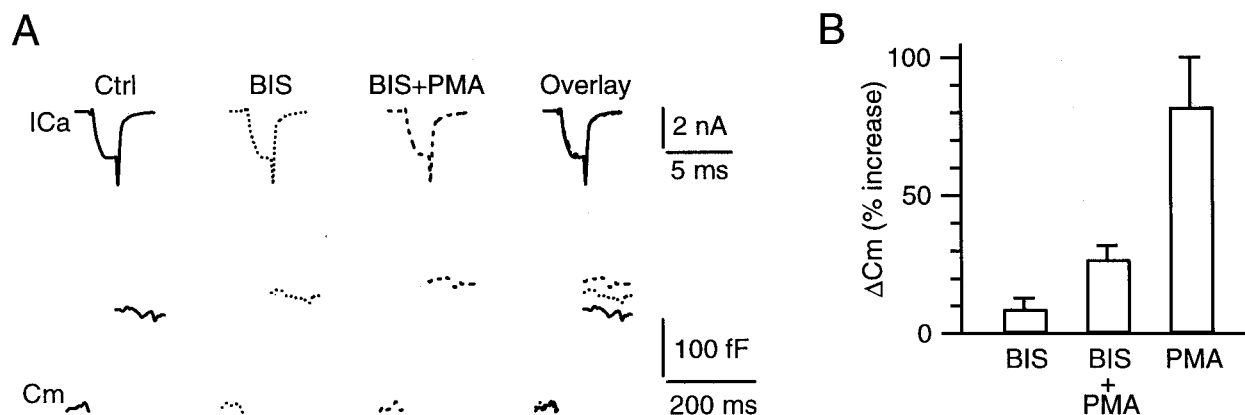 A
Ctrl BIS BIS+PMA Overlay
ICa
2 nA
5 ms
Cm
100 fF
200 ms
B
ΔCm (% increase)
100
50
0
BIS
BIS
+
PMA
PMA